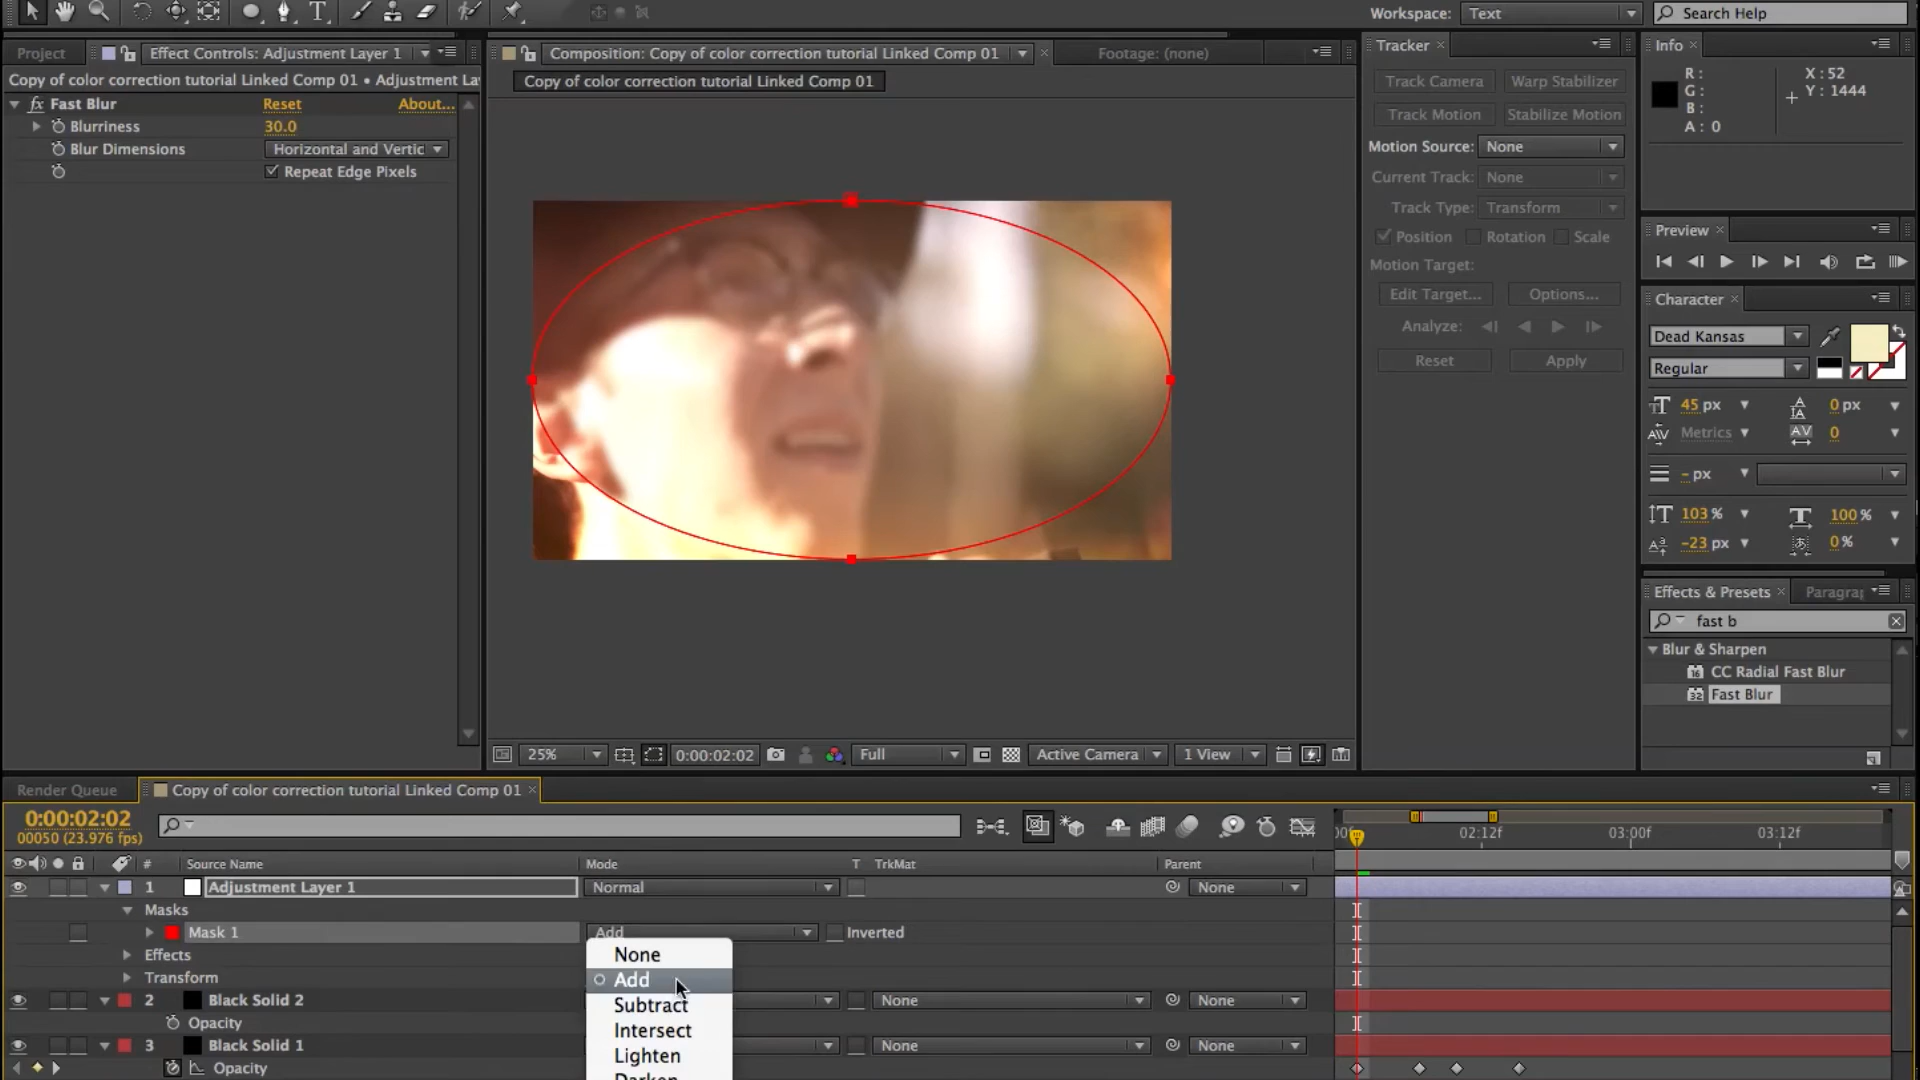 Workspace: Text
Search Help
Project
Effect Controls: Adjustment Layer 1
Composition: Copy of color correction tutorial Linked Comp 01
Footage: (none)
Tracker
Info
Copy of color correction tutorial Linked Comp 01 • Adjustment La
Copy of color correction tutorial Linked Comp 01
Fast Blur Reset About...
Blurriness 30.0
Blur Dimensions Horizontal and Vertic
Repeat Edge Pixels
Track Camera Warp Stabilizer
Track Motion Stabilize Motion
Motion Source: None
Current Track: None
Track Type: Transform
Position Rotation Scale
Motion Target:
Edit Target... Options...
Analyze:
Reset Apply
R:
G:
B:
A: 0
X: 52
Y: 1444
Preview
Character
Dead Kansas
Regular
45 px 0 px
Metrics 0
- px
103 % 100 %
-23 px 0 %
Effects & Presets Paragrap
fast b
Blur & Sharpen
CC Radial Fast Blur
Fast Blur
25% 0:00:02:02 Full Active Camera 1 View
Render Queue Copy of color correction tutorial Linked Comp 01
0:00:02:02
00050 (23.976 fps)
02:12f 03:00f 03:12f
# Source Name Mode T TrkMat Parent
1 Adjustment Layer 1 Normal None
Masks
Mask 1 Add Inverted
Effects
Transform
None
Add
Subtract
Intersect
Lighten
Darken
2 Black Solid 2 None None
Opacity
3 Black Solid 1 None None
Opacity